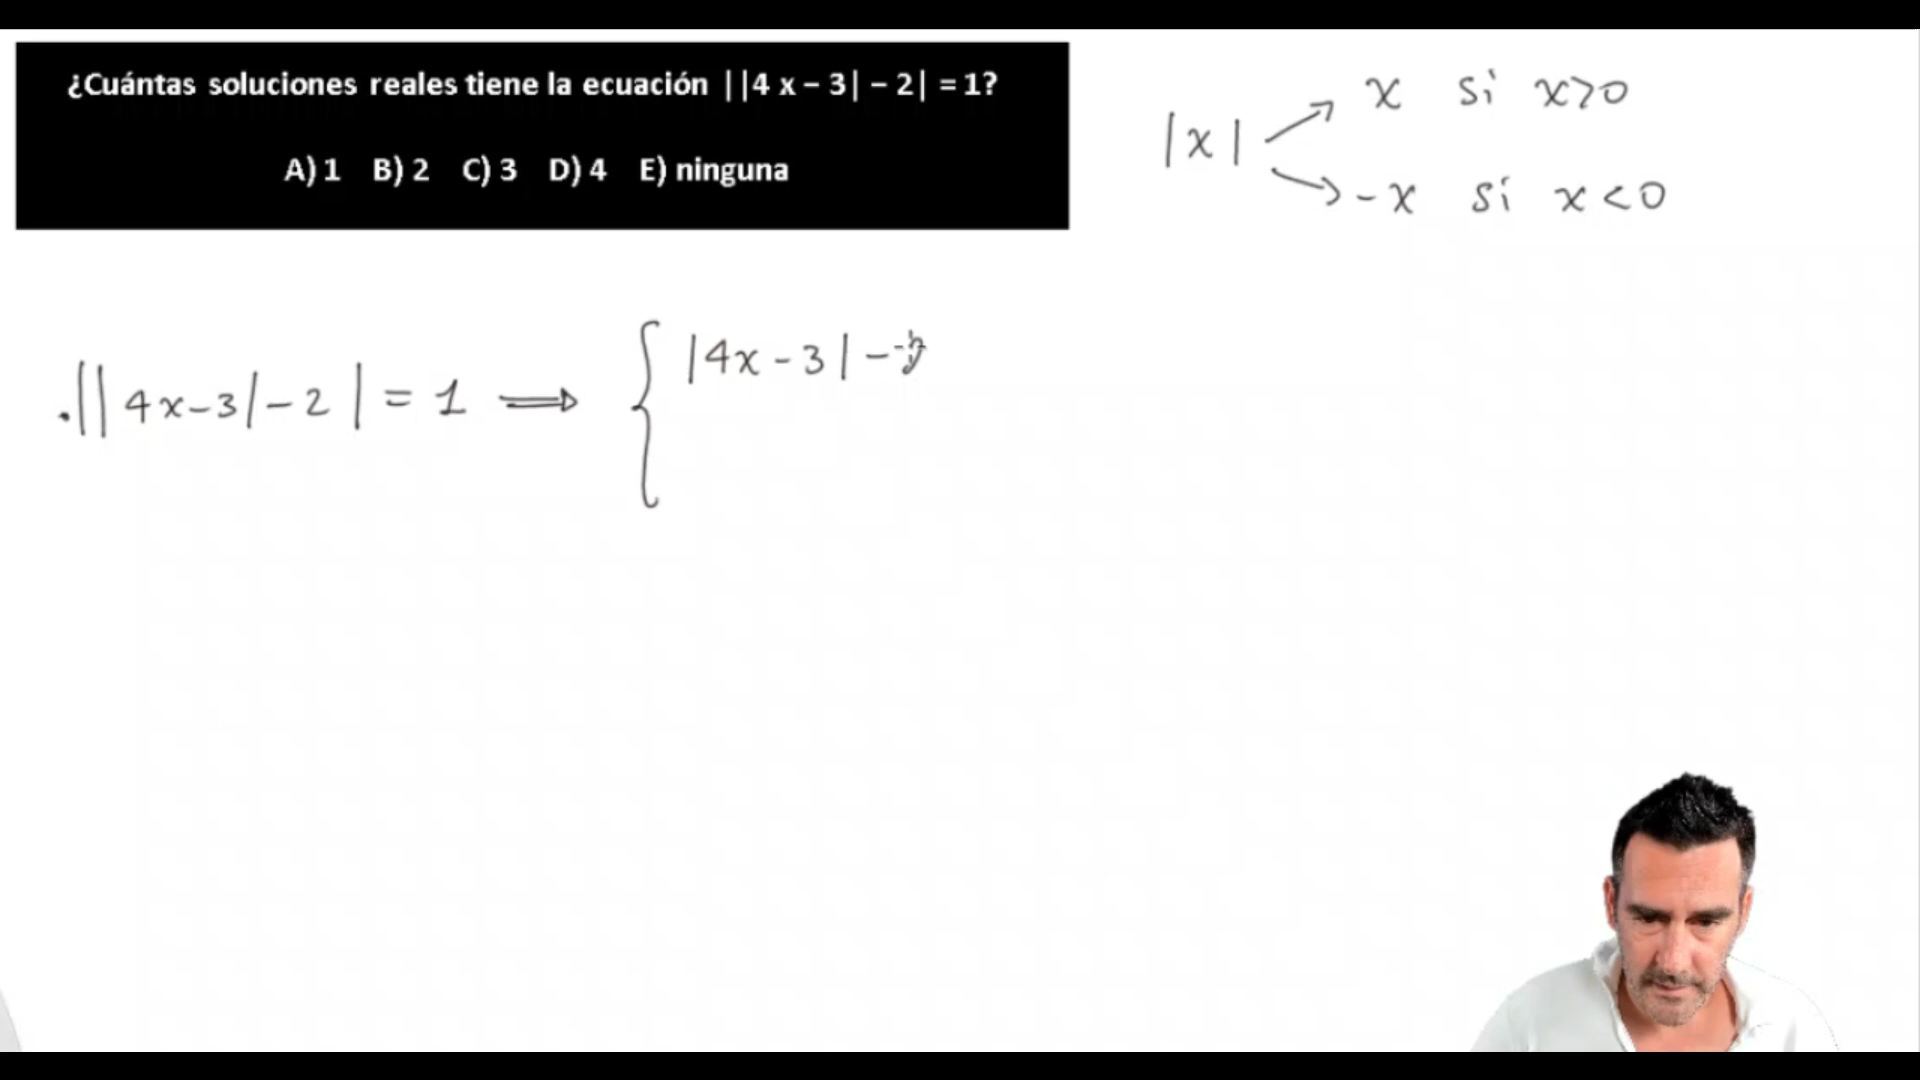 ¿Cuántas soluciones reales tiene la ecuación ||4 x – 3| – 2| = 1?
A) 1 B) 2 C) 3 D) 4 E) ninguna
|x|
x si x>0
-x si x<0
.||4x-3|-2| = 1 ⟹ {
|4x-3| -